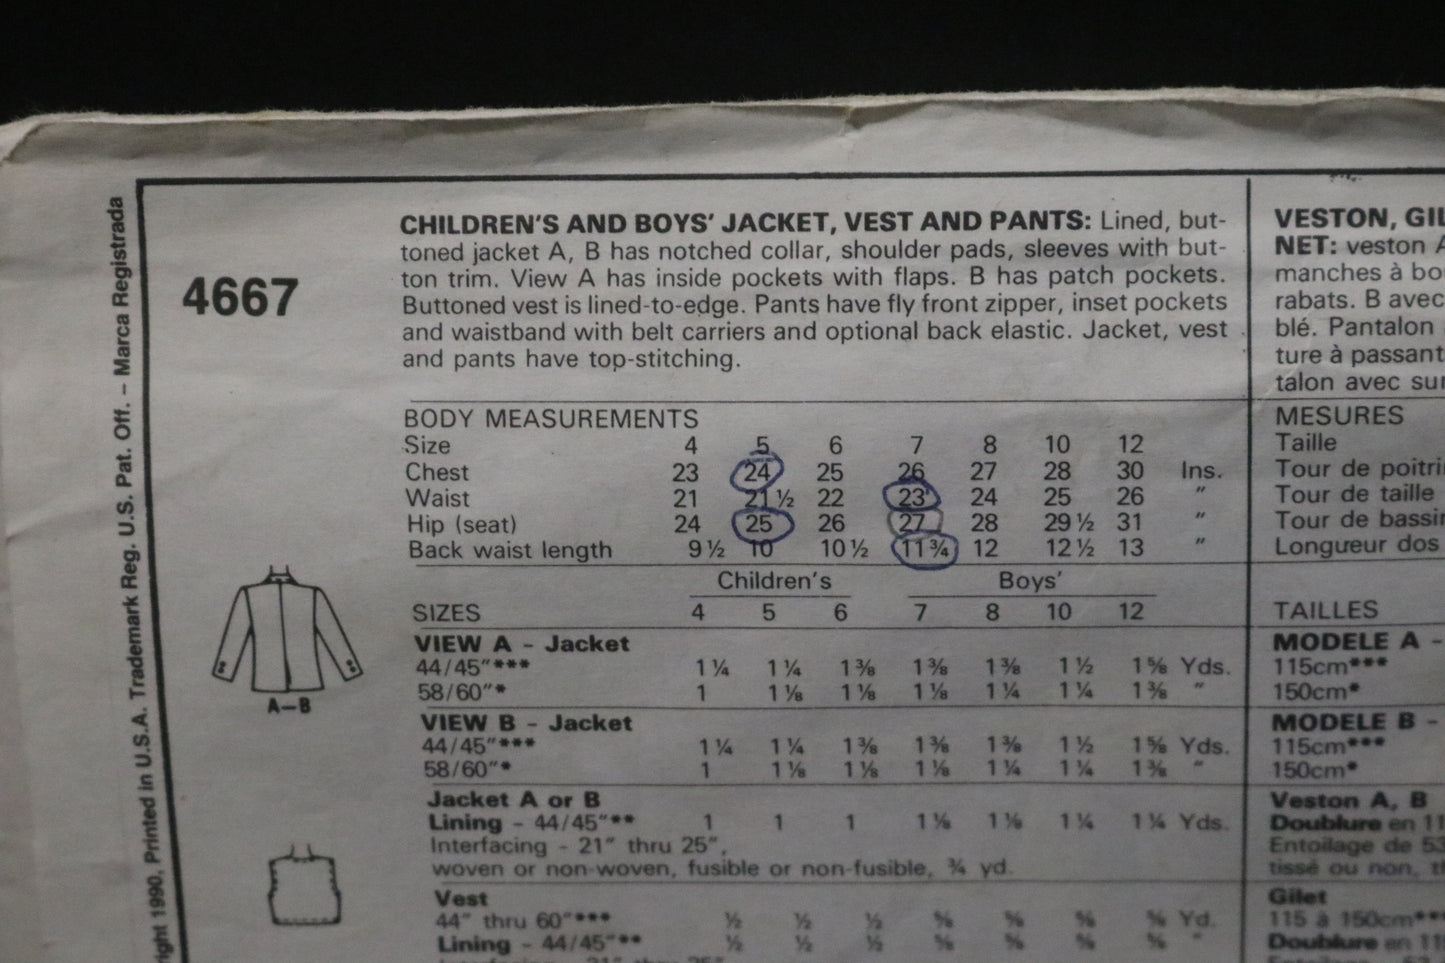 4667
CHILDREN'S AND BOYS' JACKET, VEST AND PANTS: Lined, but-
toned jacket A, B has notched collar, shoulder pads, sleeves with but-
ton trim. View A has inside pockets with flaps. B has patch pockets.
Buttoned vest is lined-to-edge. Pants have fly front zipper, inset pockets
and waistband with belt carriers and optional back elastic. Jacket, vest
and pants have top-stitching.
BODY MEASUREMENTS
Size 4 5 6 7 8 10 12
Chest 23 24 25 26 27 28 30 Ins.
Waist 21 21½ 22 23 24 25 26 "
Hip (seat) 24 25 26 27 28 29½ 31 "
Back waist length 9½ 10 10½ 11¾ 12 12½ 13 "
Children's Boys'
SIZES 4 5 6 7 8 10 12
VIEW A - Jacket
44/45"*** 1¼ 1¼ 1⅜ 1⅜ 1⅜ 1½ 1⅝ Yds.
58/60"* 1 1⅛ 1⅛ 1⅛ 1¼ 1¼ 1⅜ "
VIEW B - Jacket
44/45"*** 1¼ 1¼ 1⅜ 1⅜ 1⅜ 1½ 1⅝ Yds.
58/60"* 1 1⅛ 1⅛ 1⅛ 1¼ 1¼ 1⅜ "
Jacket A or B
Lining - 44/45"** 1 1 1 1⅛ 1⅛ 1¼ 1¼ Yds.
Interfacing - 21" thru 25",
woven or non-woven, fusible or non-fusible, ¾ yd.
Vest
44" thru 60"*** ½ ½ ½ ⅝ ⅝ ⅝ ⅝ Yd.
Lining - 44/45"** ½ ½ ½ ⅝ ⅝ ⅝ ⅝ "
VESTON, GIL
NET: veston A
manches à bo
rabats. B avec
blé. Pantalon
ture à passant
talon avec sur
MESURES
Taille
Tour de poitri
Tour de taille
Tour de bassi
Longueur dos
TAILLES
MODELE A -
115cm***
150cm*
MODELE B -
115cm***
150cm*
Veston A, B
Doublure en 11
Entoilage de 53
tissé ou non, t
Gilet
115 à 150cm***
Doublure en 11
A-B
right 1990, Printed in U.S.A. Trademark Reg. U.S. Pat. Off. – Marca Registrada